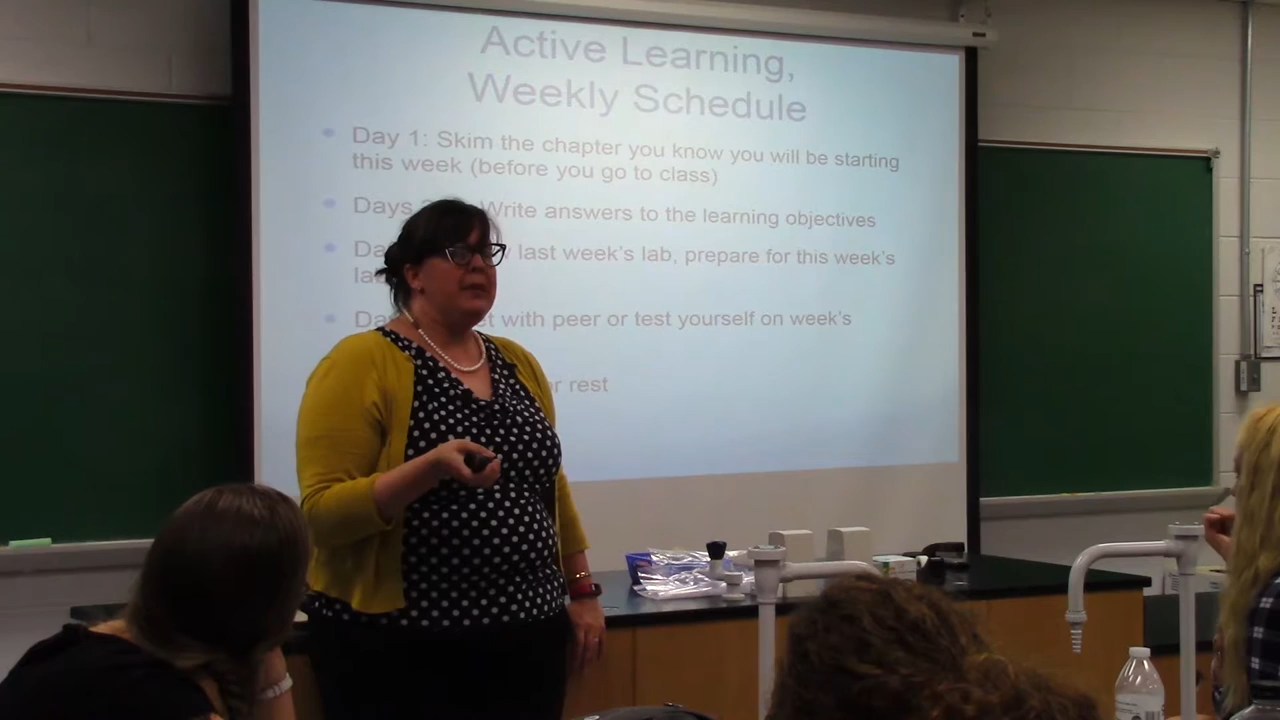 Active Learning,
Weekly Schedule
Day 1: Skim the chapter you know you will be starting
this week (before you go to class)
Days Write answers to the learning objectives
last week's lab, prepare for this week's
with peer or test yourself on week's
or rest